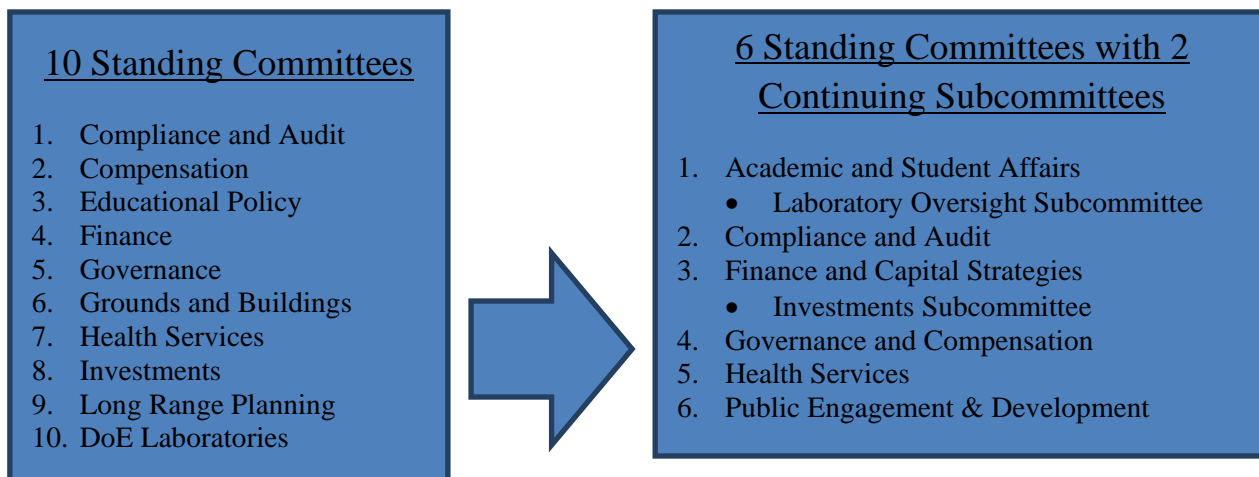 10 Standing Committees
1. Compliance and Audit
2. Compensation
3. Educational Policy
4. Finance
5. Governance
6. Grounds and Buildings
7. Health Services
8. Investments
9. Long Range Planning
10. DoE Laboratories
6 Standing Committees with 2
Continuing Subcommittees
1. Academic and Student Affairs
• Laboratory Oversight Subcommittee
2. Compliance and Audit
3. Finance and Capital Strategies
• Investments Subcommittee
4. Governance and Compensation
5. Health Services
6. Public Engagement & Development